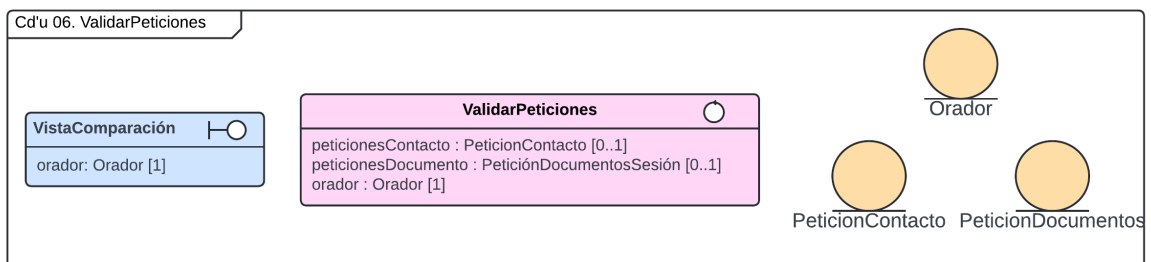 Cd'u 06. ValidarPeticiones
VistaComparación
orador: Orador [1]
ValidarPeticiones
peticionesContacto : PeticionContacto [0..1]
peticionesDocumento : PeticiónDocumentosSesión [0..1]
orador : Orador [1]
Orador
PeticionContacto
PeticionDocumentos